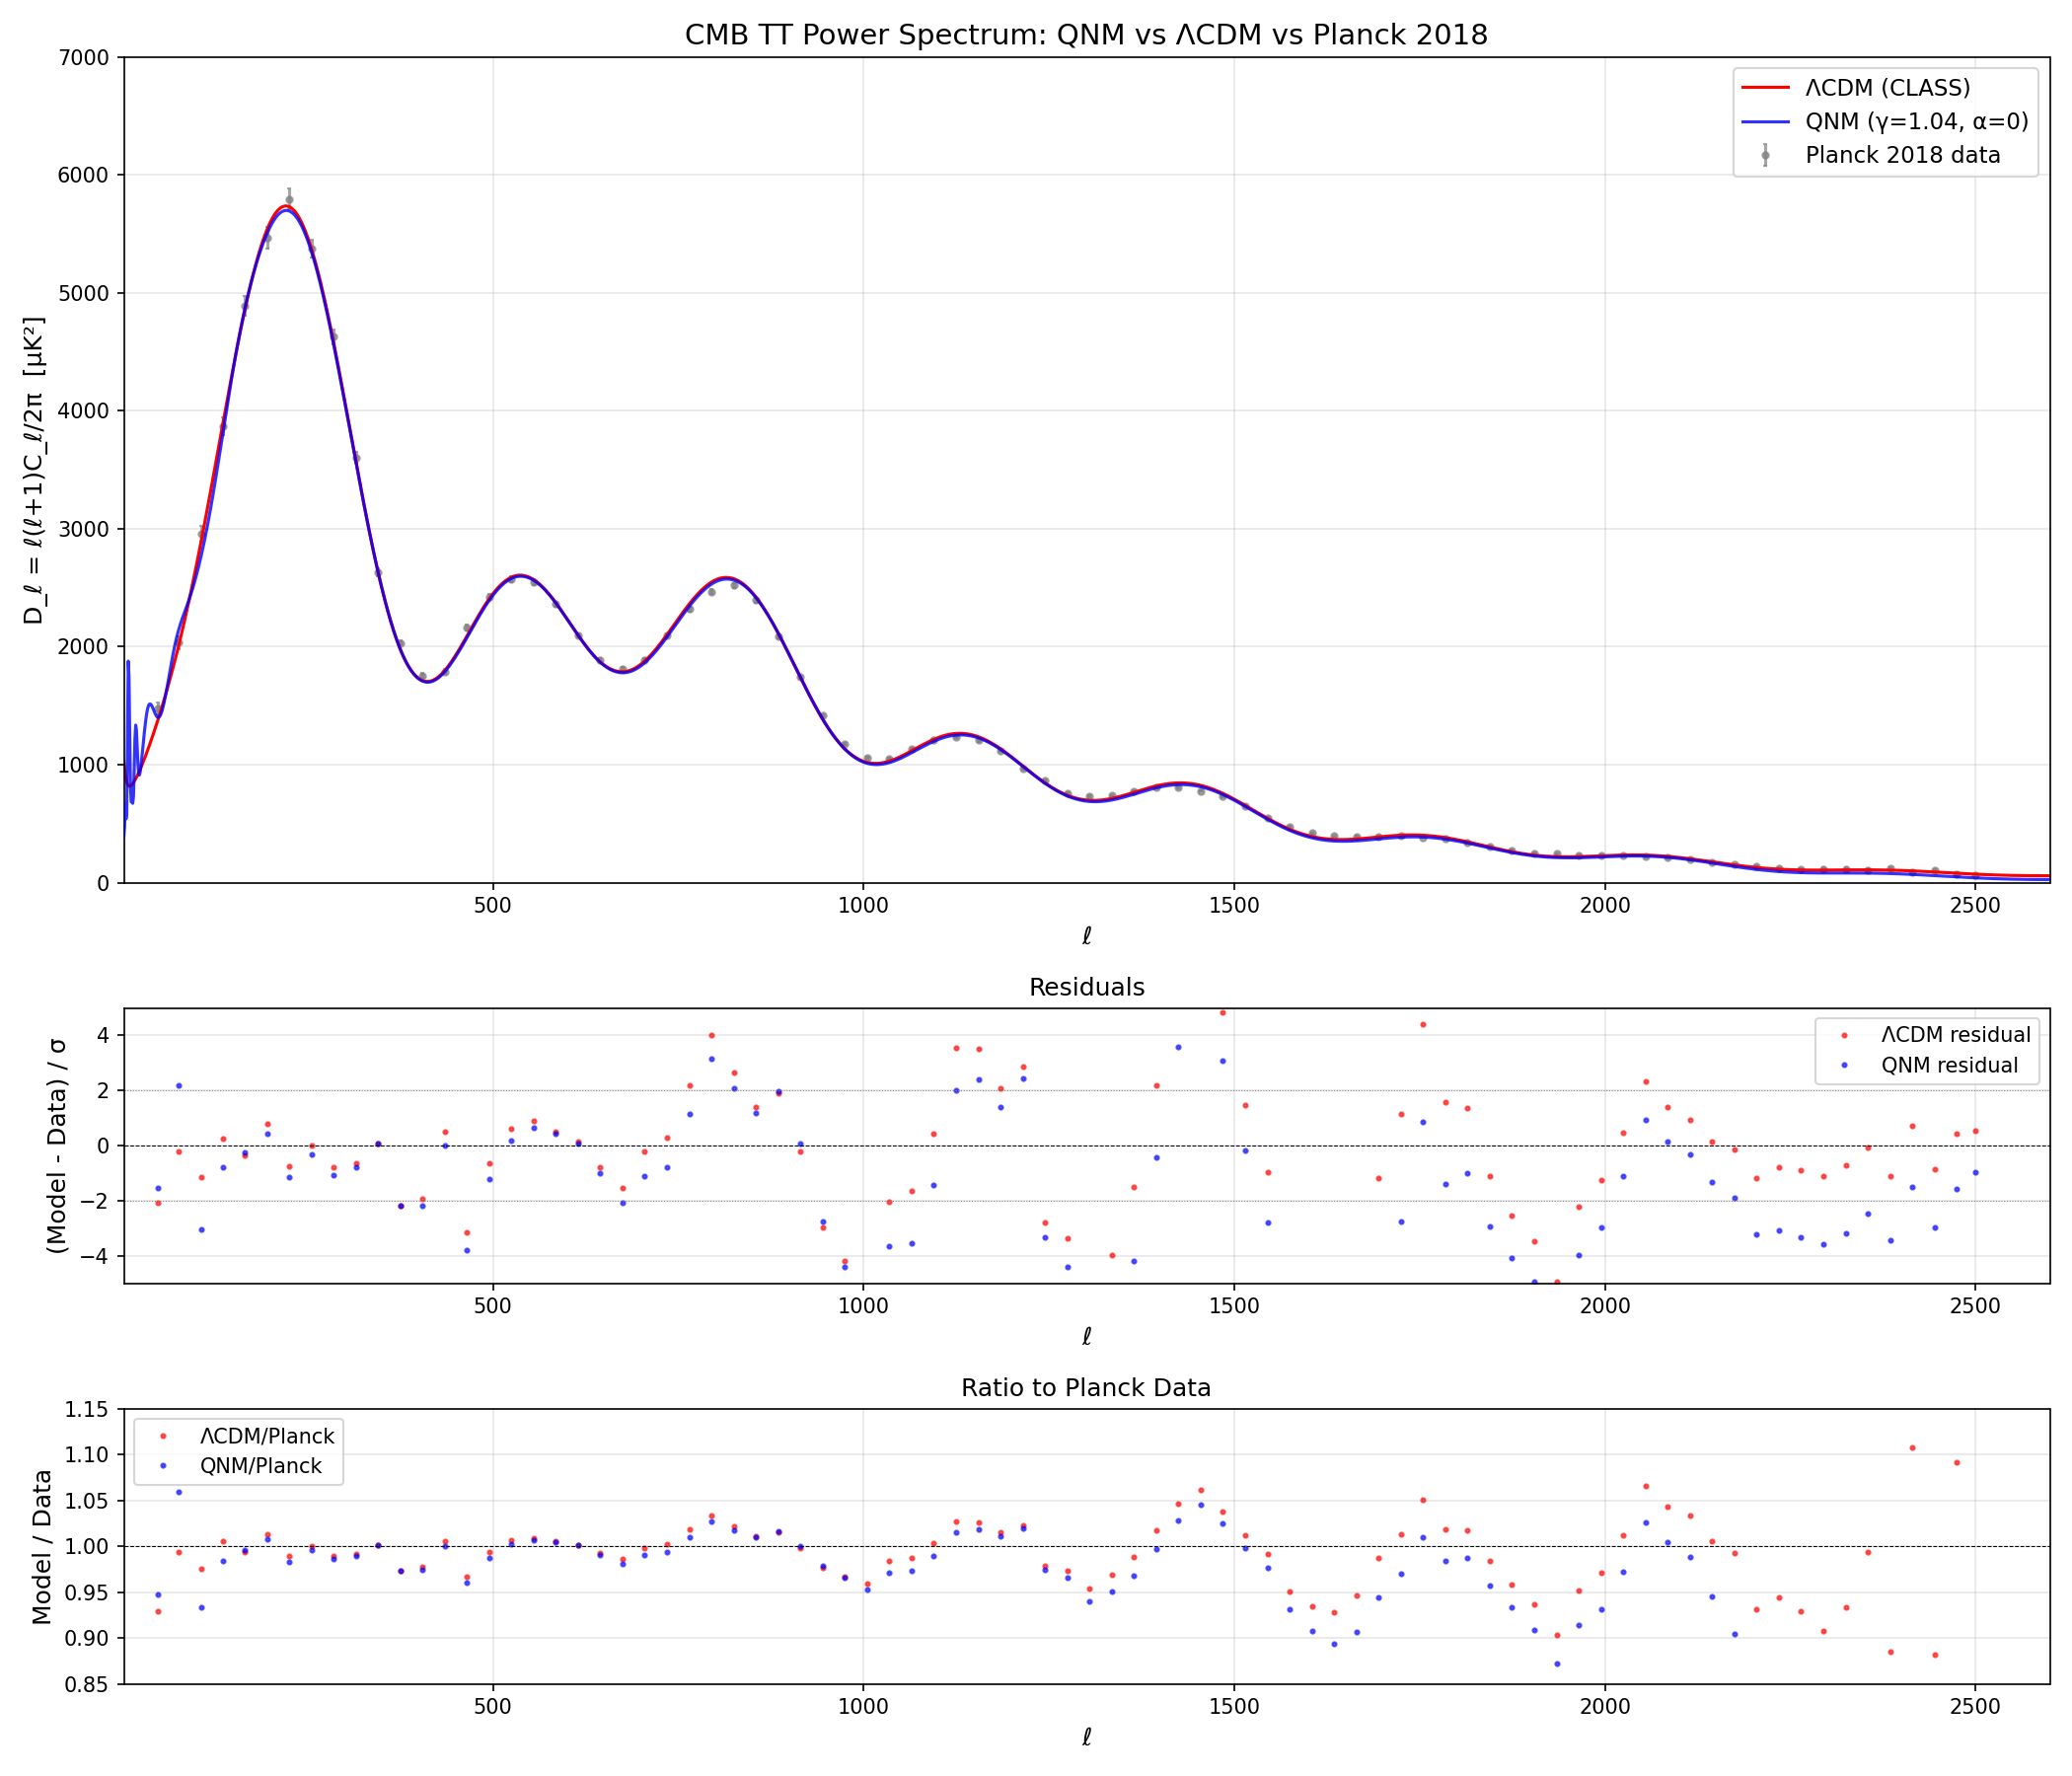 CMB TT Power Spectrum: QNM vs ΛCDM vs Planck 2018
7000
6000
5000
4000
3000
2000
1000
0
D_ℓ = ℓ(ℓ+1)C_ℓ/2π [μK²]
ΛCDM (CLASS)
QNM (γ=1.04, α=0)
Planck 2018 data
500 1000 1500 2000 2500
ℓ
Residuals
4
2
0
−2
−4
(Model - Data) / σ
ΛCDM residual
QNM residual
500 1000 1500 2000 2500
ℓ
Ratio to Planck Data
1.15
1.10
1.05
1.00
0.95
0.90
0.85
Model / Data
ΛCDM/Planck
QNM/Planck
500 1000 1500 2000 2500
ℓ